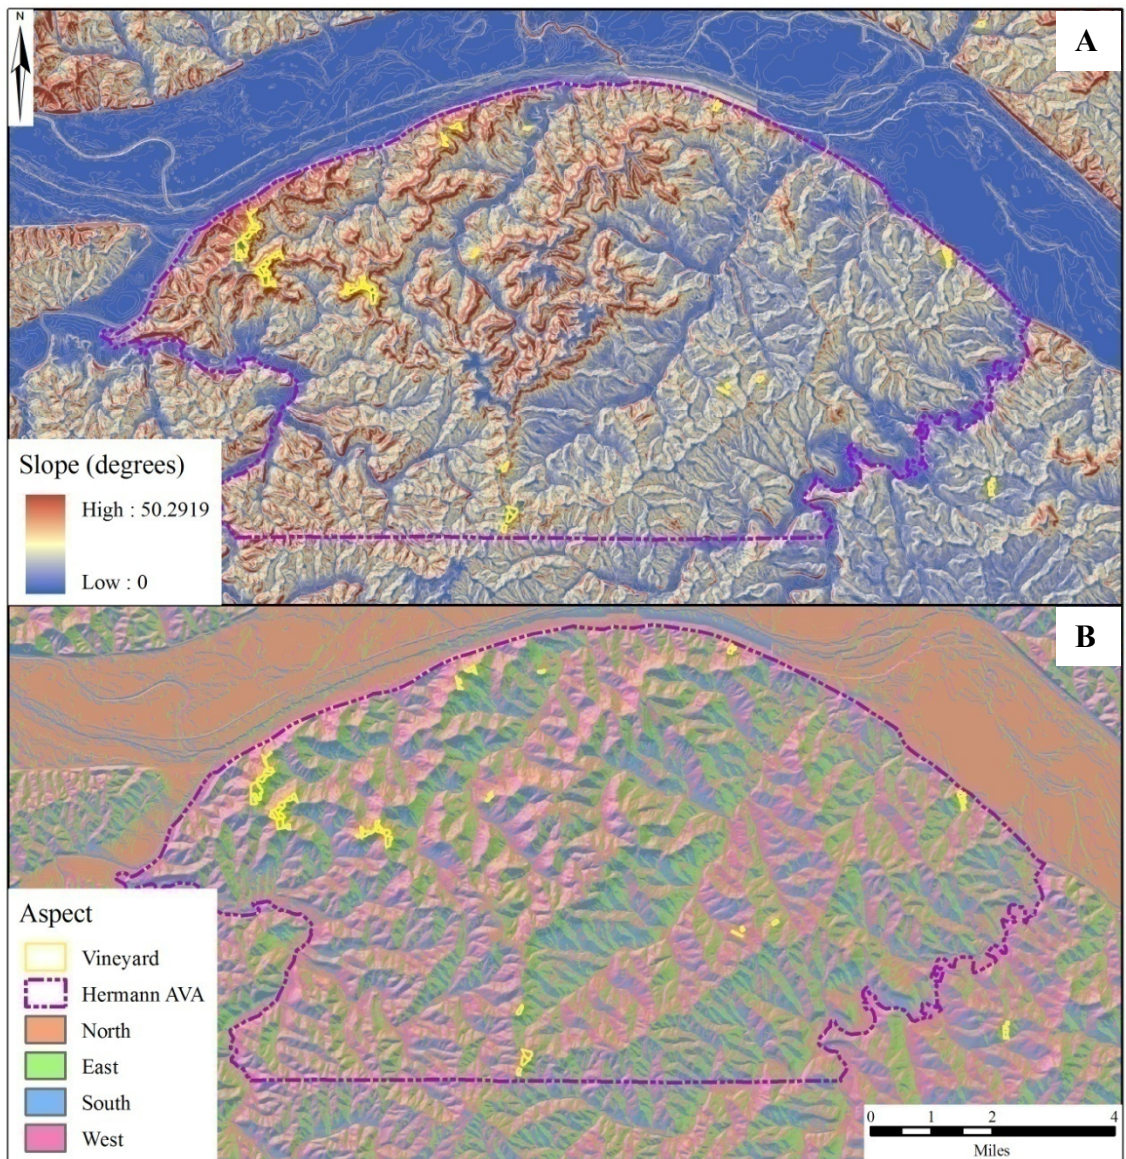 N
A
Slope (degrees)
High : 50.2919
Low : 0
B
Aspect
Vineyard
Hermann AVA
North
East
South
West
0 1 2 4
Miles